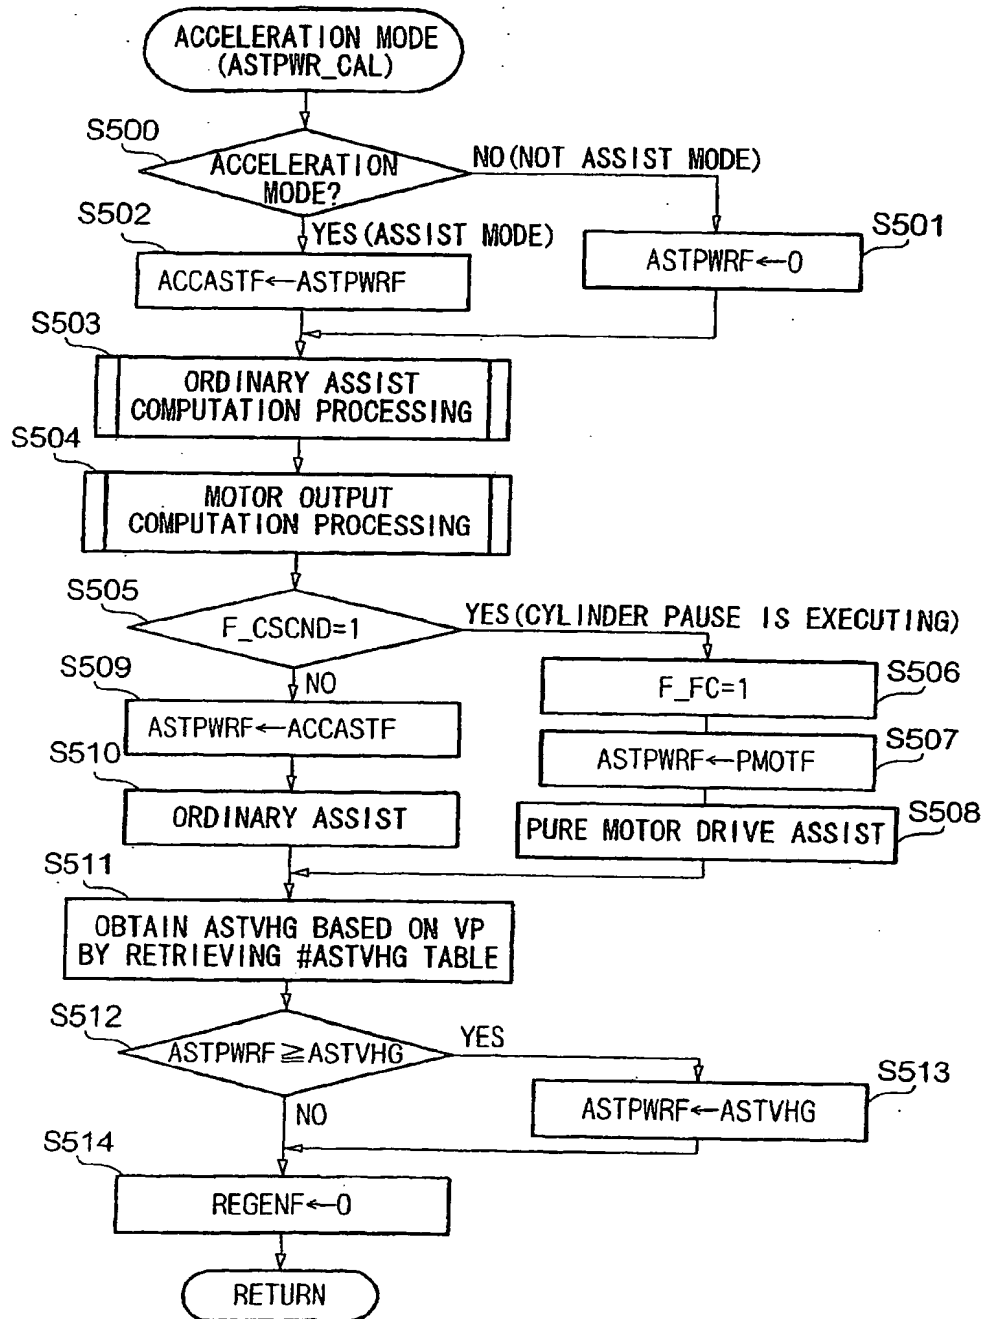 ACCELERATION MODE
(ASTPWR_CAL)
S500
ACCELERATION
MODE?
NO(NOT ASSIST MODE)
S502
YES(ASSIST MODE)
S501
ACCASTF←ASTPWRF
ASTPWRF←0
S503
ORDINARY ASSIST
COMPUTATION PROCESSING
S504
MOTOR OUTPUT
COMPUTATION PROCESSING
S505
F_CSCND=1
YES(CYLINDER PAUSE IS EXECUTING)
S509
NO
S506
F_FC=1
ASTPWRF←ACCASTF
S507
ASTPWRF←PMOTF
S510
ORDINARY ASSIST
S508
PURE MOTOR DRIVE ASSIST
S511
OBTAIN ASTVHG BASED ON VP
BY RETRIEVING #ASTVHG TABLE
S512
ASTPWRF≧ASTVHG
YES
S513
ASTPWRF←ASTVHG
NO
S514
REGENF←0
RETURN